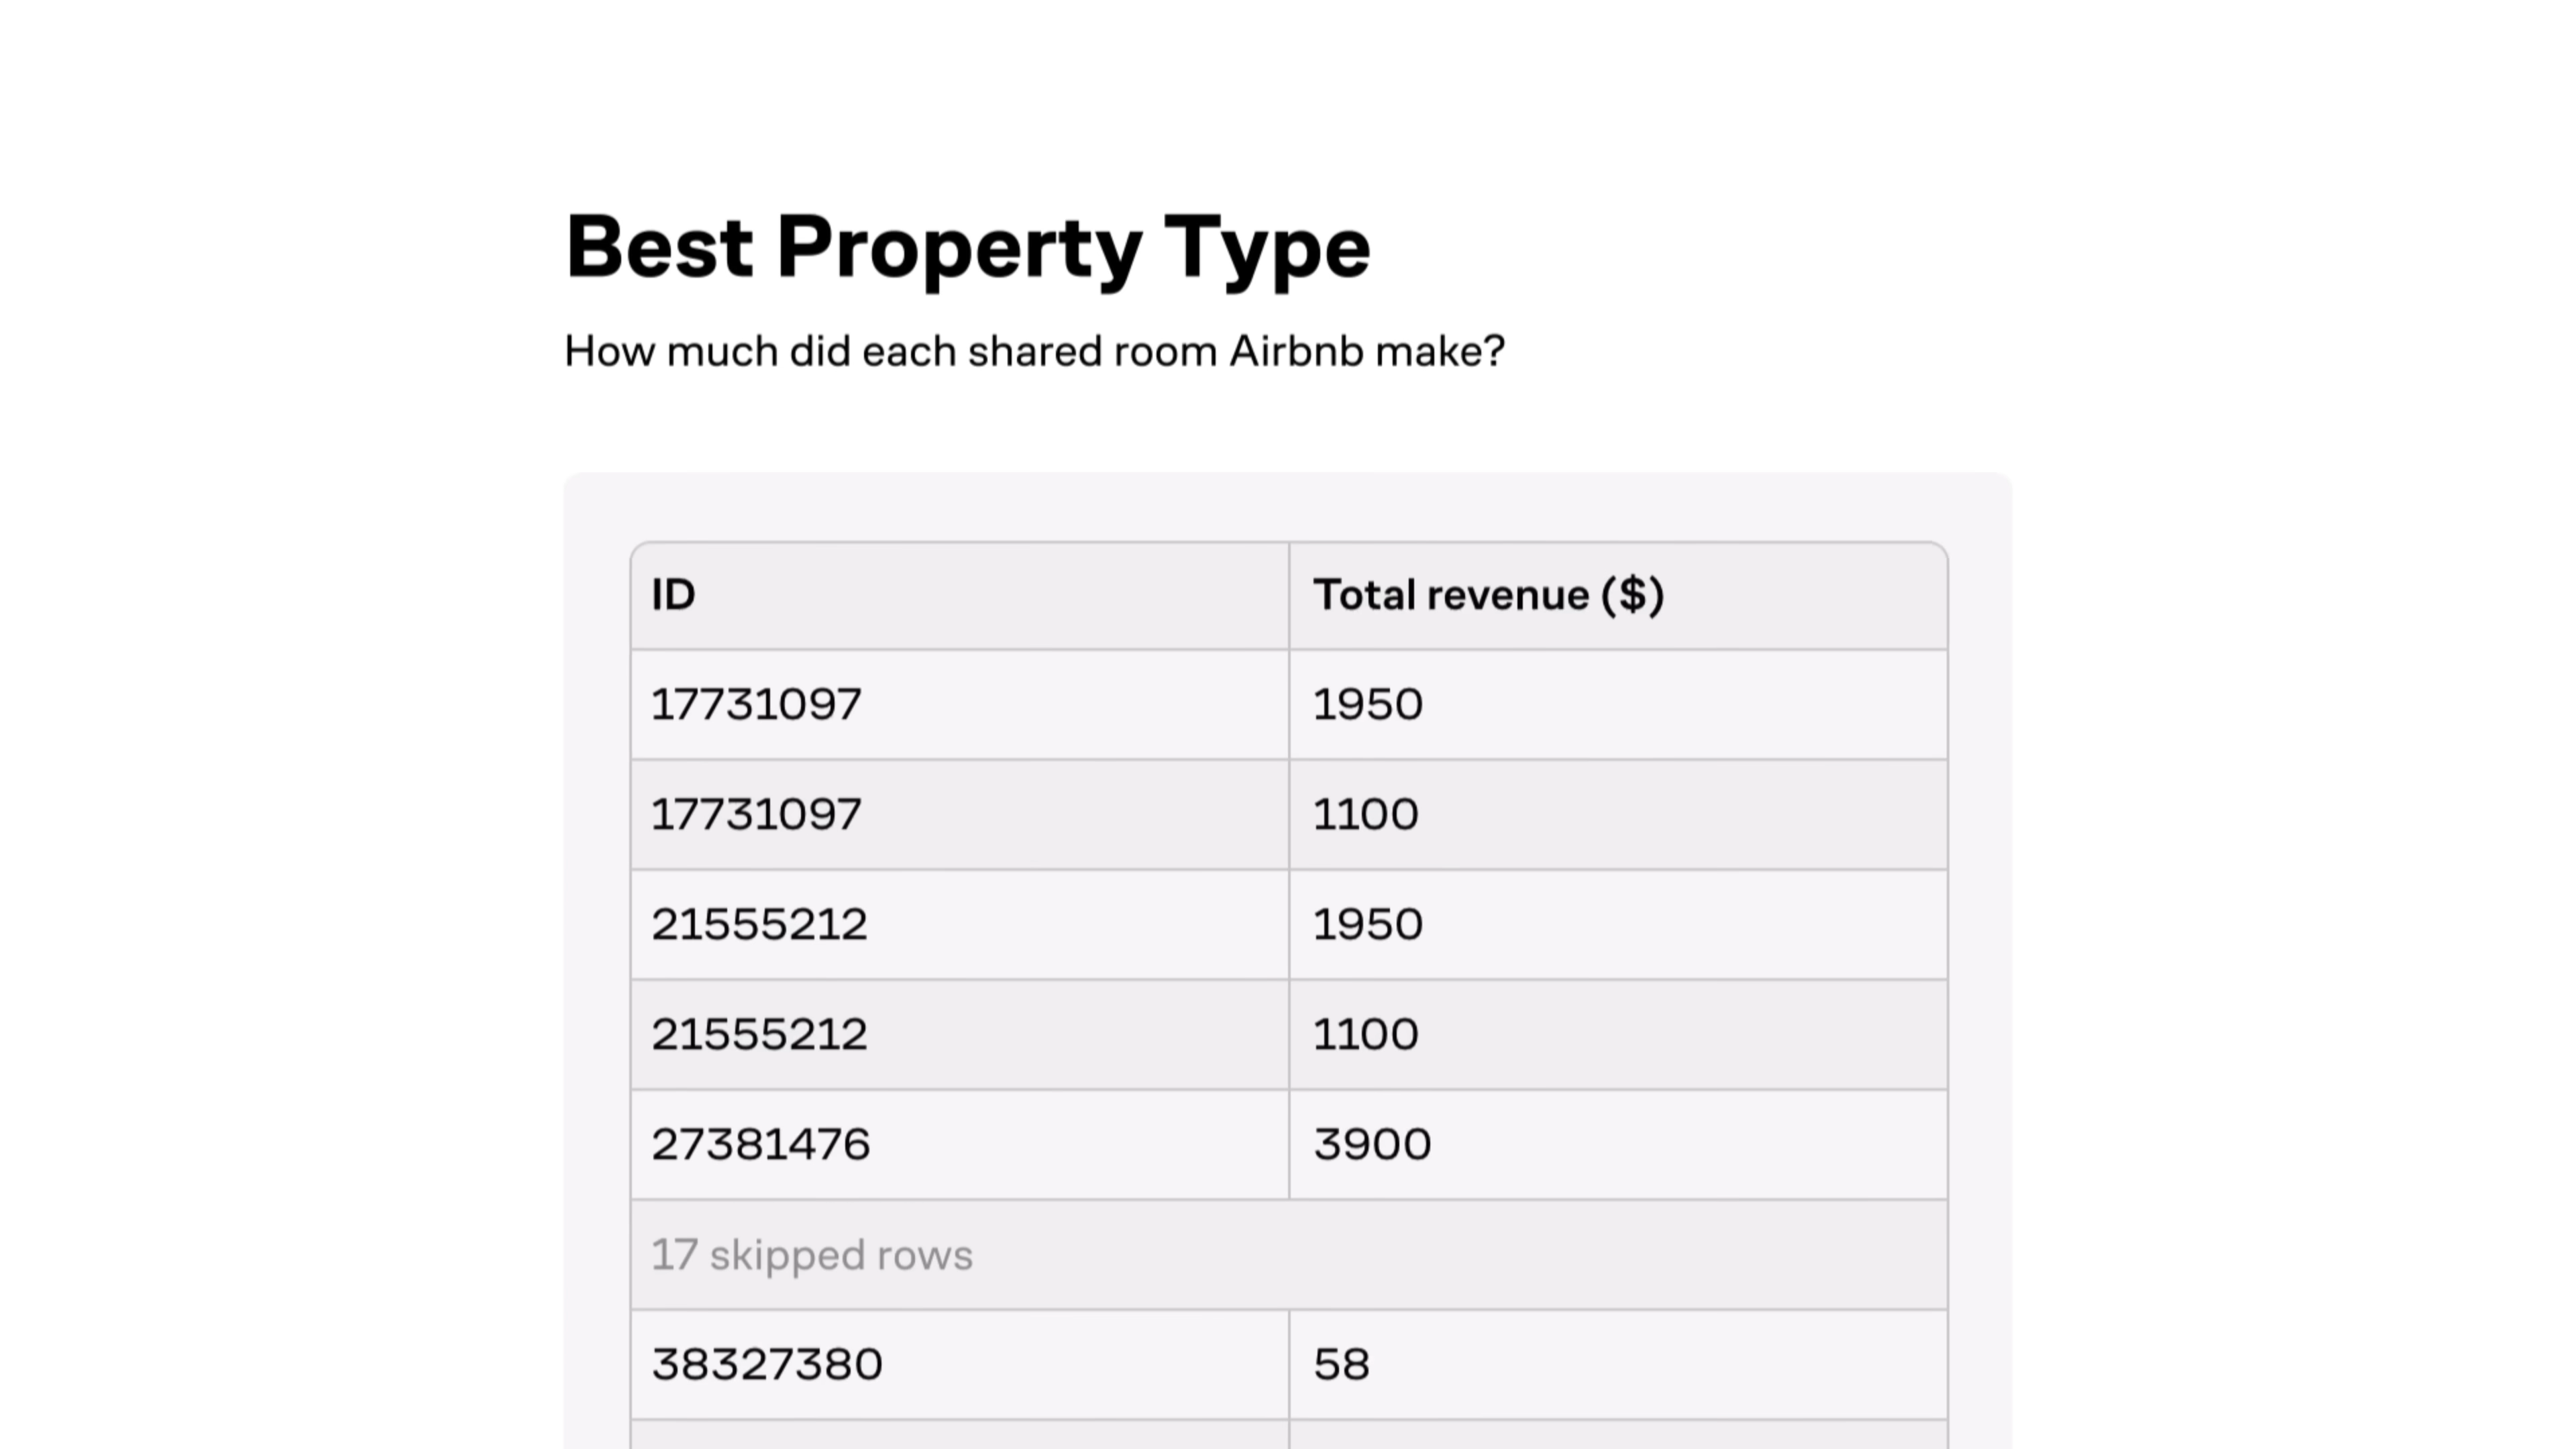 Best Property Type
How much did each shared room Airbnb make?
ID Total revenue ($)
17731097 1950
17731097 1100
21555212 1950
21555212 1100
27381476 3900
17 skipped rows
38327380 58